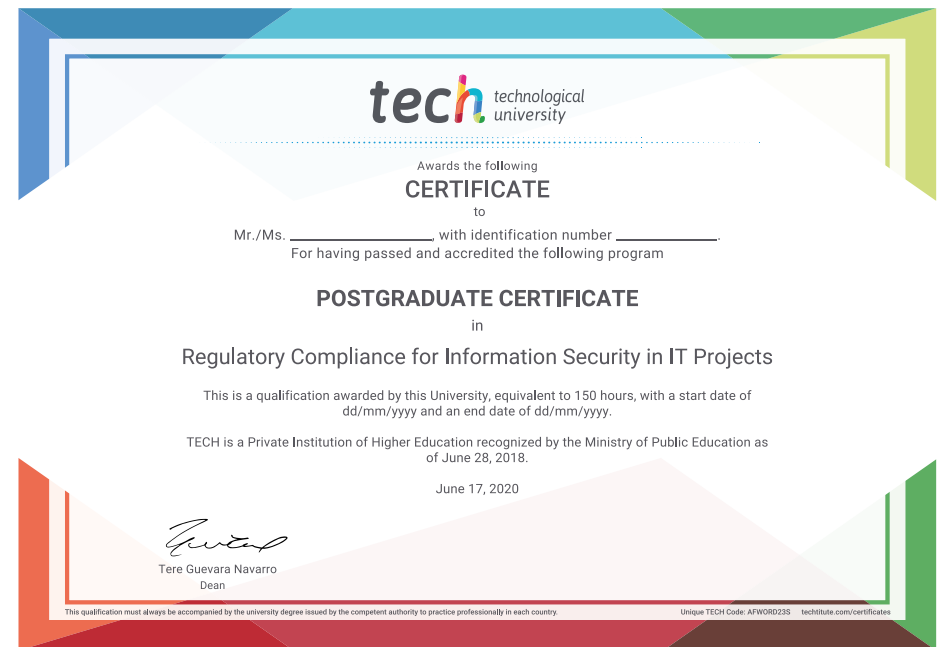 tech technological
university
Awards the following
CERTIFICATE
to
Mr./Ms. ________________, with identification number ____________.
For having passed and accredited the following program
POSTGRADUATE CERTIFICATE
in
Regulatory Compliance for Information Security in IT Projects
This is a qualification awarded by this University, equivalent to 150 hours, with a start date of
dd/mm/yyyy and an end date of dd/mm/yyyy.
TECH is a Private Institution of Higher Education recognized by the Ministry of Public Education as
of June 28, 2018.
June 17, 2020
Tere Guevara Navarro
Dean
This qualification must always be accompanied by the university degree issued by the competent authority to practice professionally in each country. Unique TECH Code: AFWORD23S techtitute.com/certificates